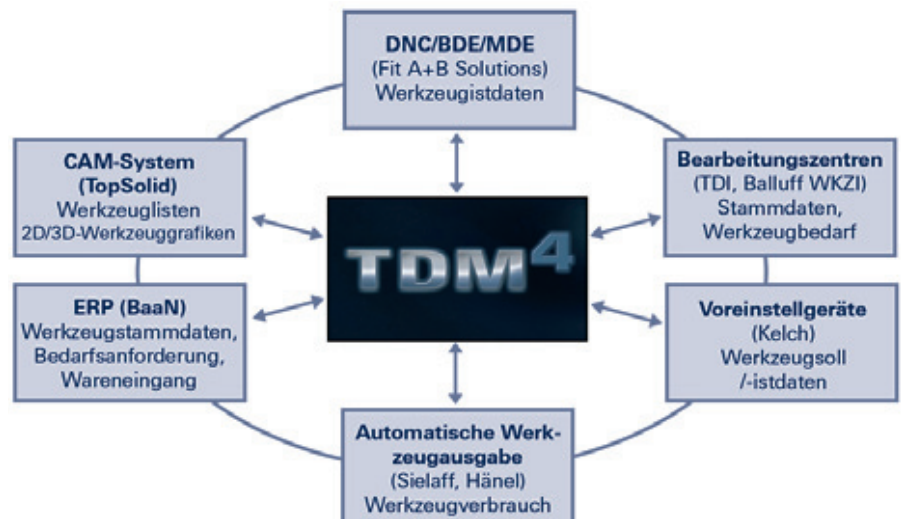 DNC/BDE/MDE
(Fit A+B Solutions)
Werkzeugistdaten
CAM-System
(TopSolid)
Werkzeuglisten
2D/3D-Werkzeuggrafiken
Bearbeitungszentren
(TDI, Balluff WKZI)
Stammdaten,
Werkzeugbedarf
TDM4
ERP (BaaN)
Werkzeugstammdaten,
Bedarfsanforderung,
Wareneingang
Voreinstellgeräte
(Kelch)
Werkzeugsoll
/-istdaten
Automatische Werk-
zeugausgabe
(Sielaff, Hänel)
Werkzeugverbrauch